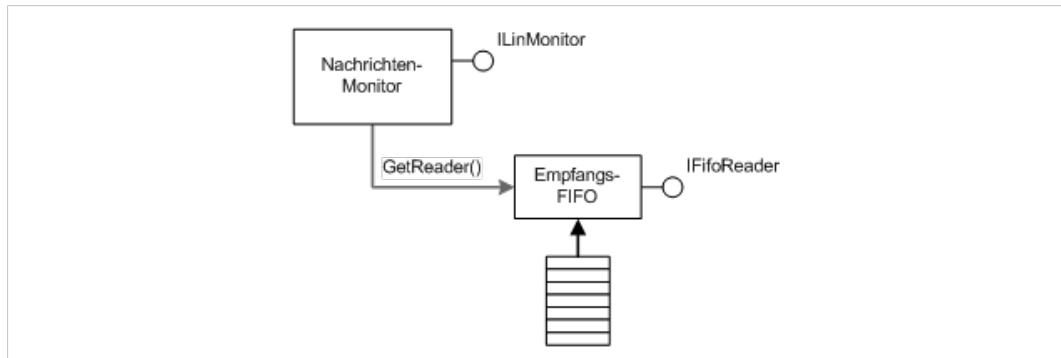 ILinMonitor
Nachrichten-
Monitor
GetReader()
Empfangs-
FIFO
IFifoReader